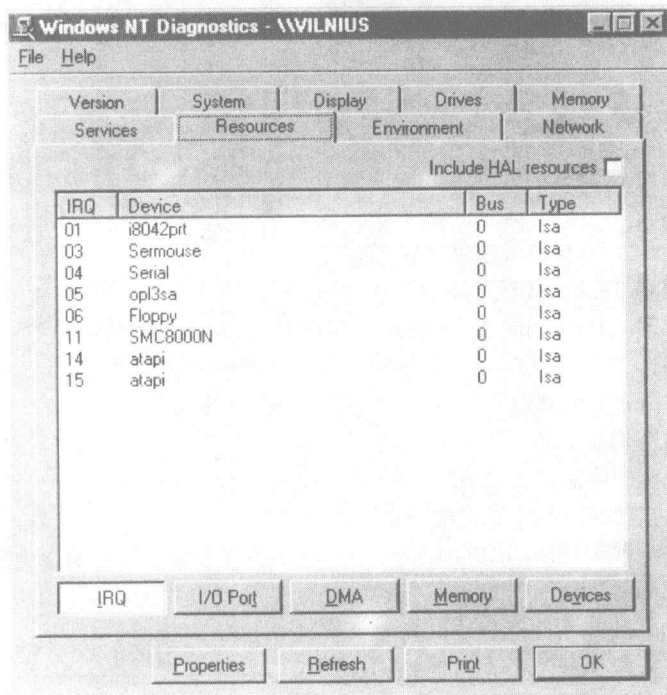 Windows NT Diagnostics - \\VILNIUS
File Help
Version System Display Drives Memory
Services Resources Environment Network
Include HAL resources
IRQ Device Bus Type
01 i8042prt 0 Isa
03 Sermouse 0 Isa
04 Serial 0 Isa
05 opl3sa 0 Isa
06 Floppy 0 Isa
11 SMC8000N 0 Isa
14 atapi 0 Isa
15 atapi 0 Isa
IRQ I/O Port DMA Memory Devices
Properties Refresh Print OK